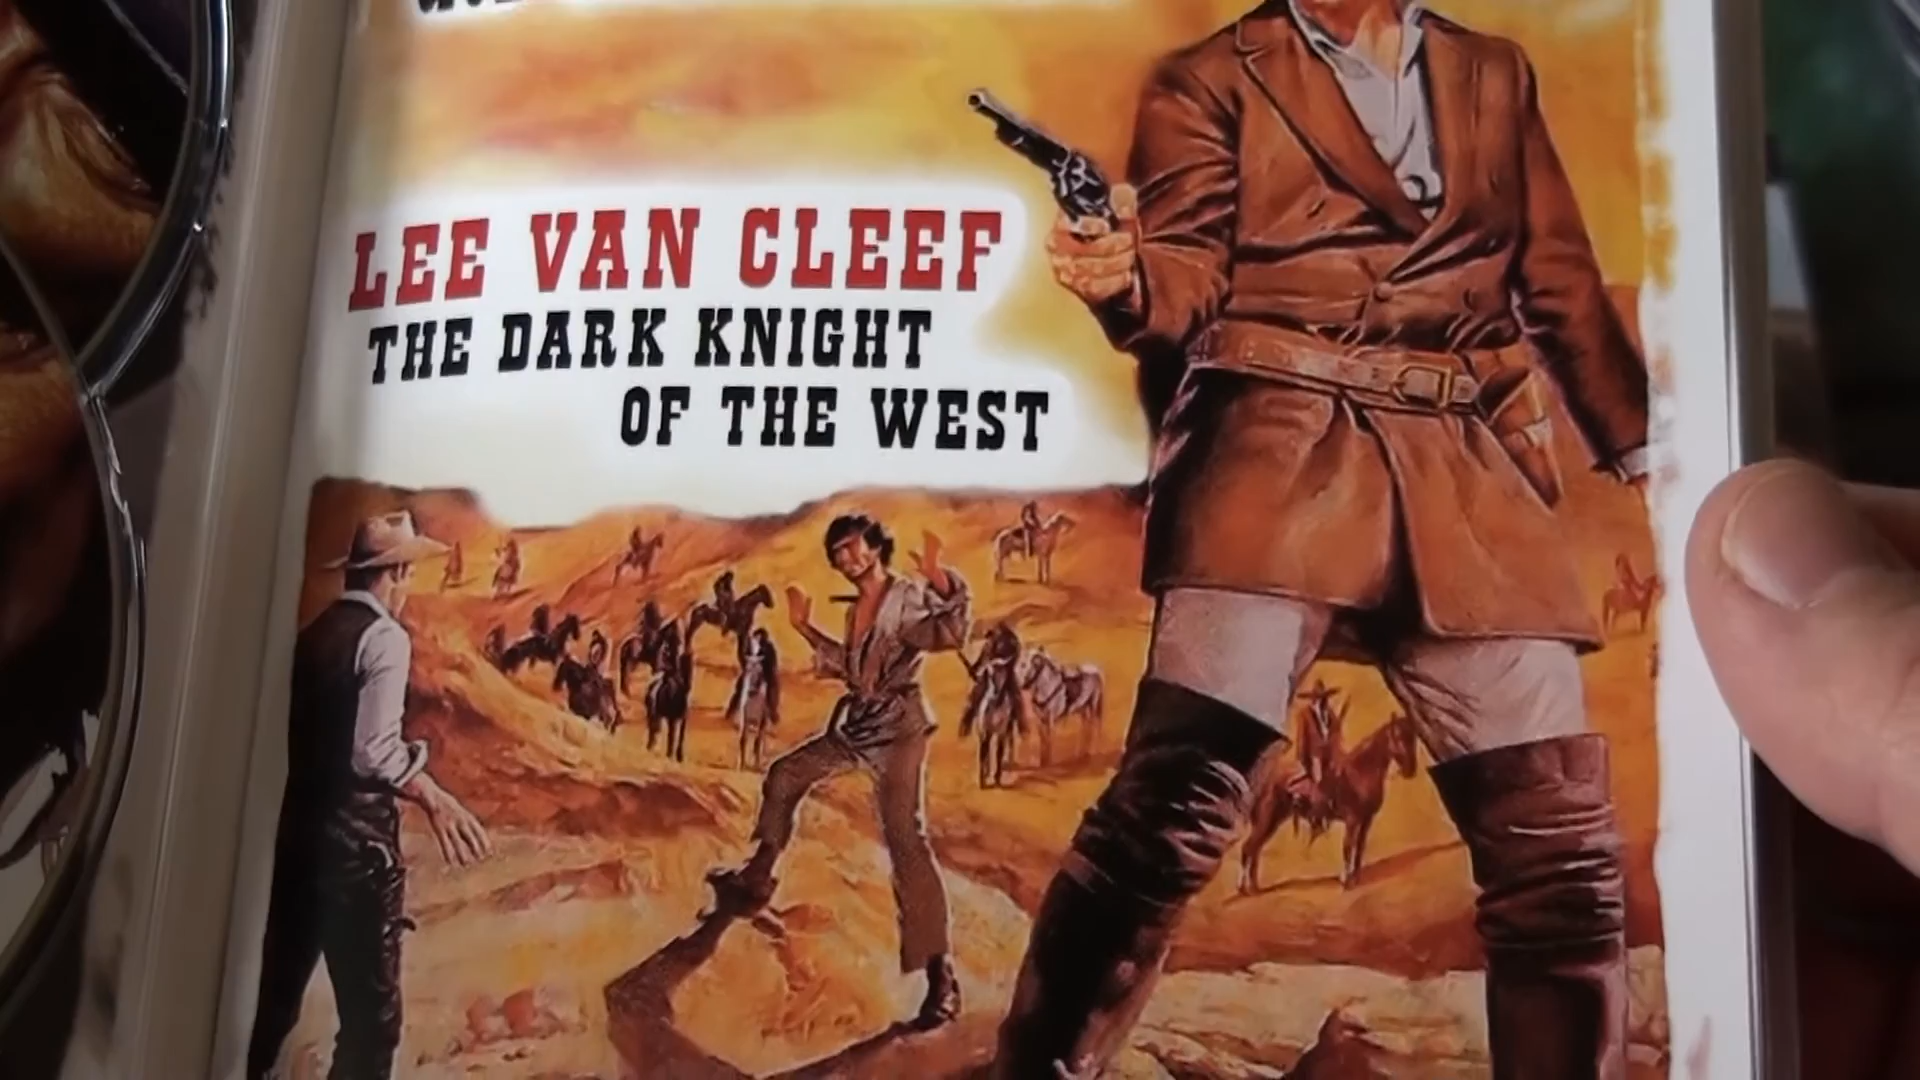 LEE VAN CLEEF
THE DARK KNIGHT
OF THE WEST